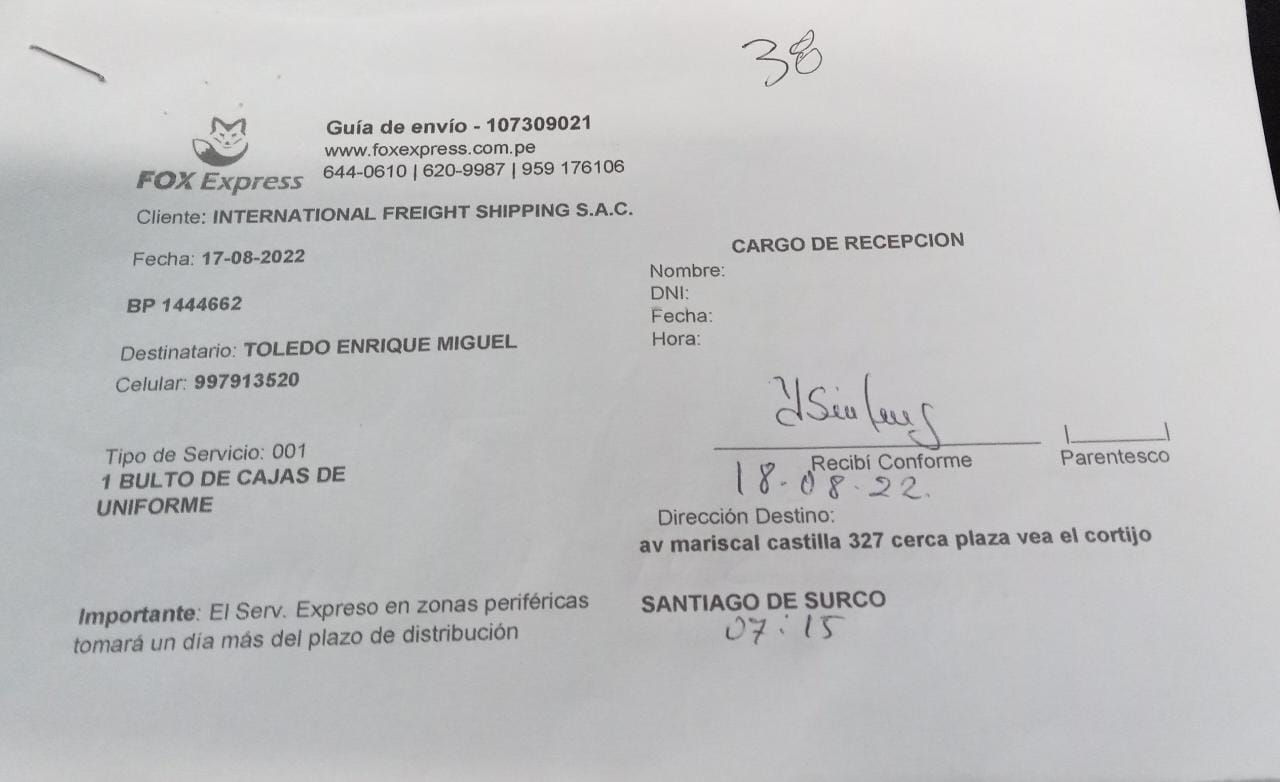 38
Guía de envío - 107309021
www.foxexpress.com.pe
644-0610 | 620-9987 | 959 176106
FOX Express
Cliente: INTERNATIONAL FREIGHT SHIPPING S.A.C.
Fecha: 17-08-2022
BP 1444662
Destinatario: TOLEDO ENRIQUE MIGUEL
Celular: 997913520
Tipo de Servicio: 001
1 BULTO DE CAJAS DE
UNIFORME
Importante: El Serv. Expreso en zonas periféricas
tomará un día más del plazo de distribución
CARGO DE RECEPCION
Nombre:
DNI:
Fecha:
Hora:
Recibí Conforme
Parentesco
18.08.22.
Dirección Destino:
av mariscal castilla 327 cerca plaza vea el cortijo
SANTIAGO DE SURCO
07:15